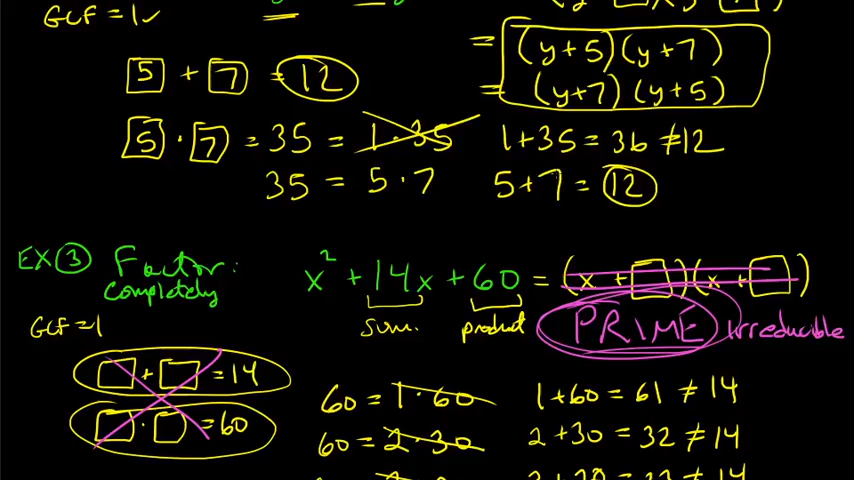 GCF = 1 ✓
= (y+5)(y+7)
= (y+7)(y+5)
5 + 7 = 12
5 · 7 = 35 = 1·35 1+35 = 36 ≠ 12
35 = 5·7 5+7 = 12
EX 3 Factor:
completely
x² + 14x + 60 = (x + □)(x + □)
sum. product PRIME Irreducible
GCF = 1
□ + □ = 14
□ · □ = 60
60 = 1·60 1+60 = 61 ≠ 14
60 = 2·30 2+30 = 32 ≠ 14